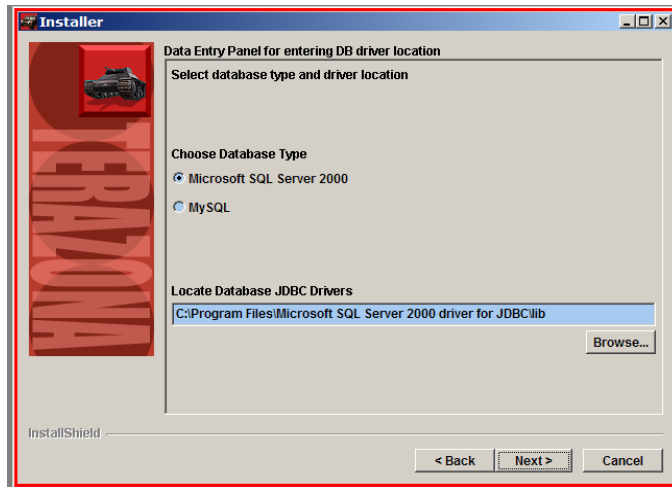 Installer
Data Entry Panel for entering DB driver location
Select database type and driver location
Choose Database Type
Microsoft SQL Server 2000
MySQL
Locate Database JDBC Drivers
C:\Program Files\Microsoft SQL Server 2000 driver for JDBC\lib
Browse...
TERAZONA
InstallShield
< Back
Next >
Cancel